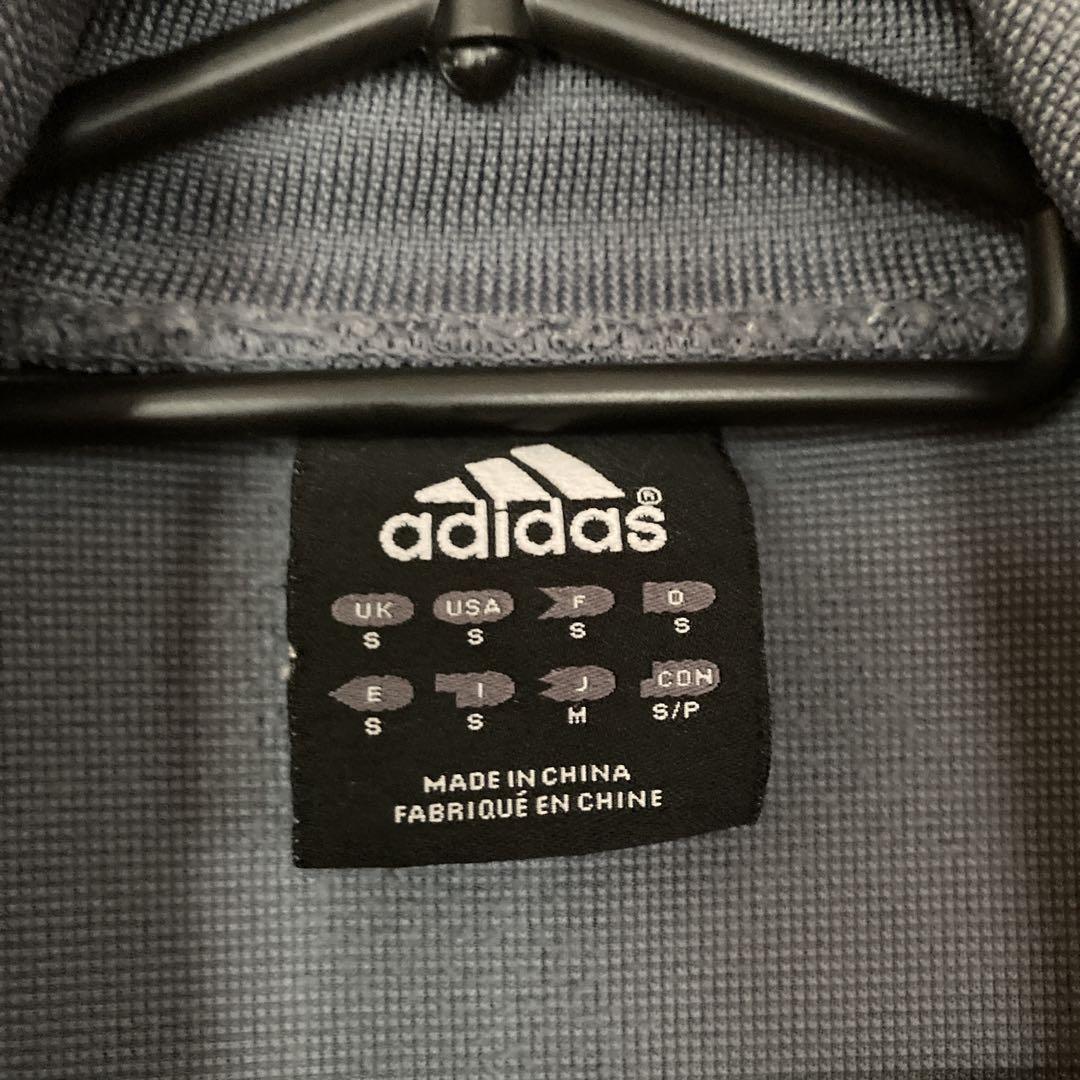 adidas®
UK USA F D
S S S S
E I J CDN
S S M S/P
MADE IN CHINA
FABRIQUÉ EN CHINE